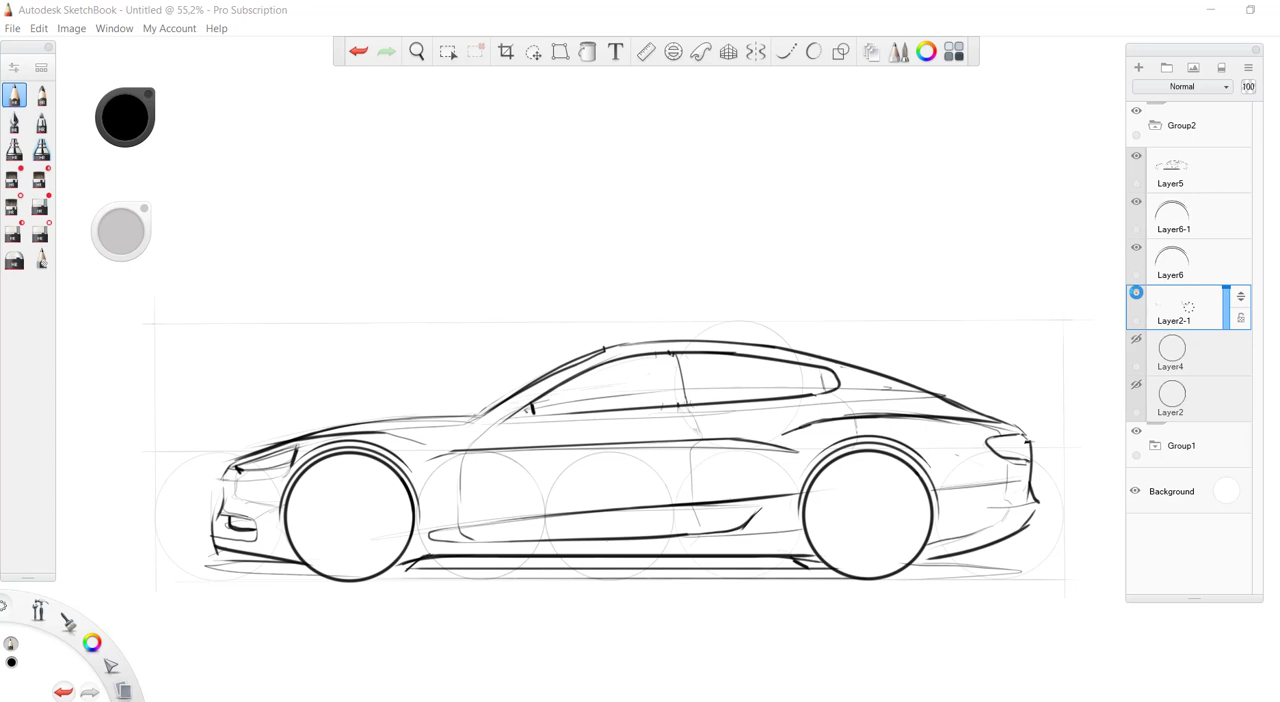 Autodesk SketchBook - Untitled @ 55,2% - Pro Subscription
File Edit Image Window My Account Help
T
Normal 100
Group2
Layer5
Layer6-1
Layer6
Layer2-1
Layer4
Layer2
Group1
Background